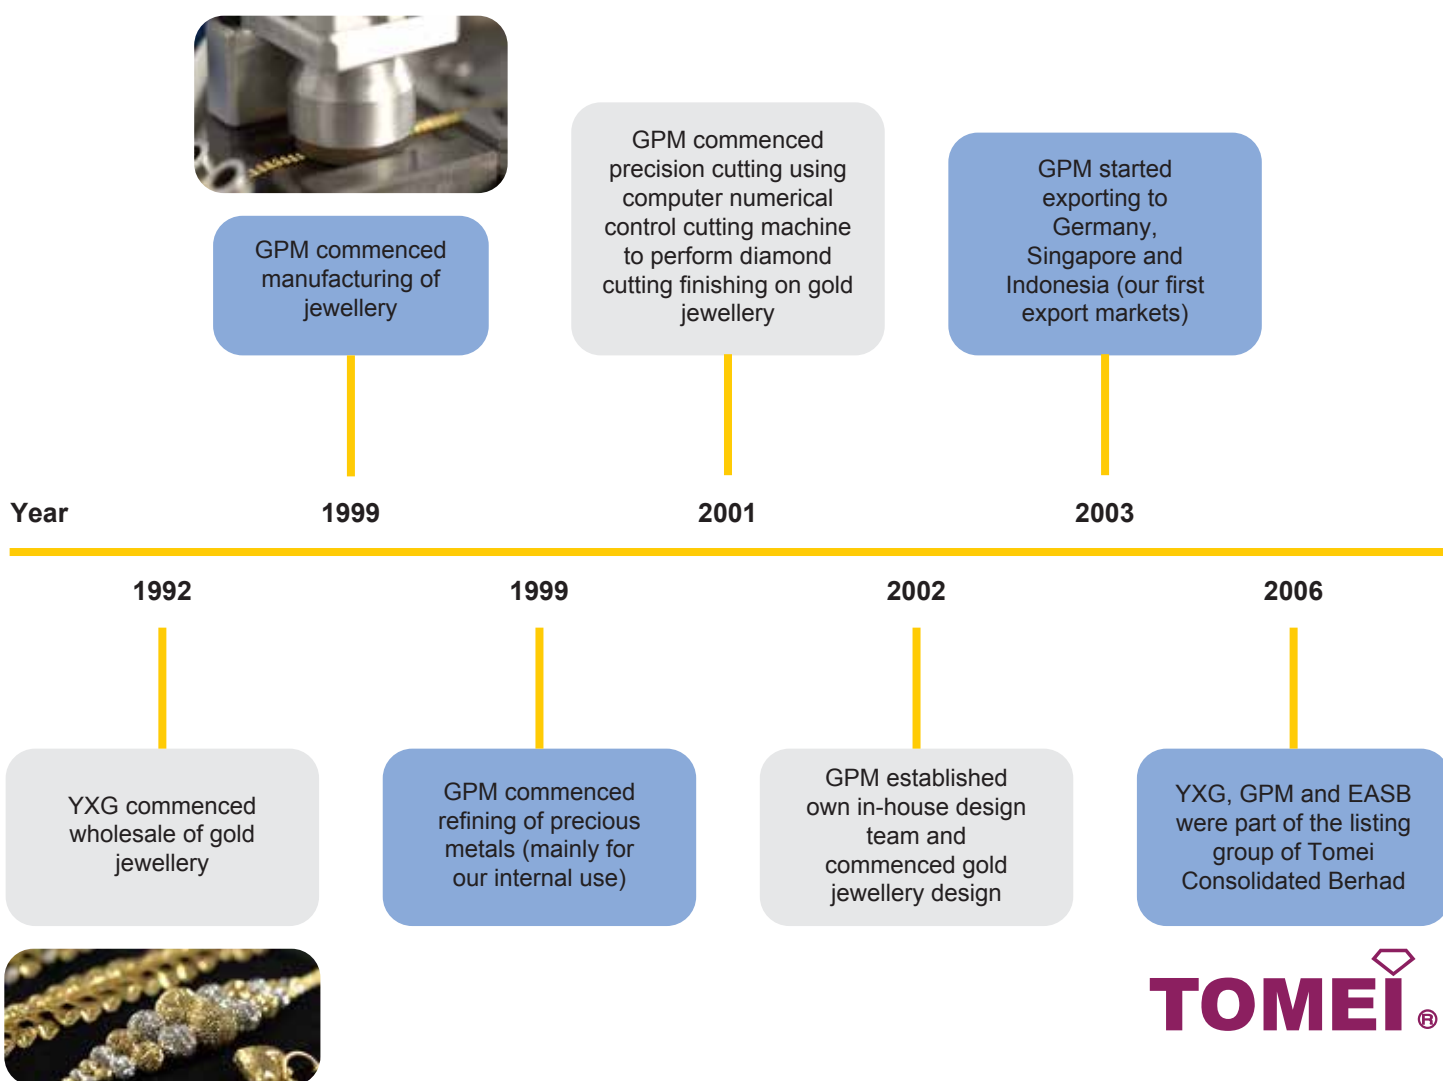 GPM commenced
manufacturing of
jewellery
GPM commenced
precision cutting using
computer numerical
control cutting machine
to perform diamond
cutting finishing on gold
jewellery
GPM started
exporting to
Germany,
Singapore and
Indonesia (our first
export markets)
Year
1999
2001
2003
1992
1999
2002
2006
YXG commenced
wholesale of gold
jewellery
GPM commenced
refining of precious
metals (mainly for
our internal use)
GPM established
own in-house design
team and
commenced gold
jewellery design
YXG, GPM and EASB
were part of the listing
group of Tomei
Consolidated Berhad
TOMEI ®